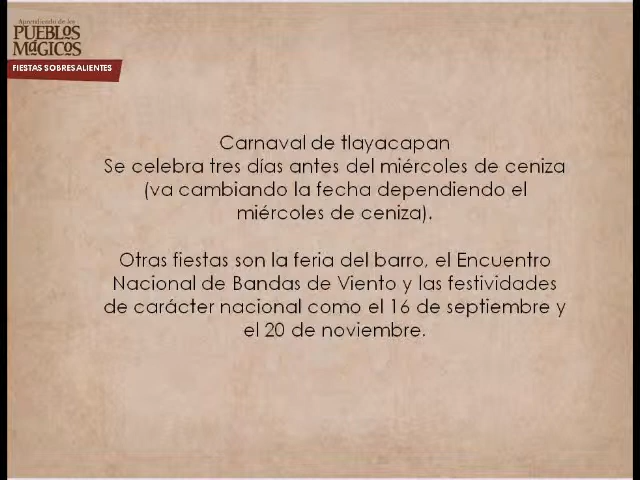 Aprendiendo de los
PUEBLOS
MáGICOS
FIESTAS SOBRESALIENTES
Carnaval de tlayacapan
Se celebra tres días antes del miércoles de ceniza
(va cambiando la fecha dependiendo el
miércoles de ceniza).
Otras fiestas son la feria del barro, el Encuentro
Nacional de Bandas de Viento y las festividades
de carácter nacional como el 16 de septiembre y
el 20 de noviembre.